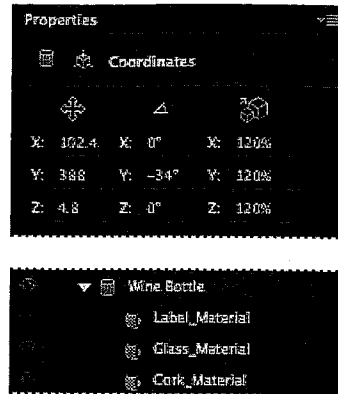 Properties
Coordinates
X: 102.4 X: 0° X: 120%
Y: 388 Y: -34° Y: 120%
Z: 4.8 Z: 0° Z: 120%
Wine Bottle
Label_Material
Glass_Material
Cork_Material